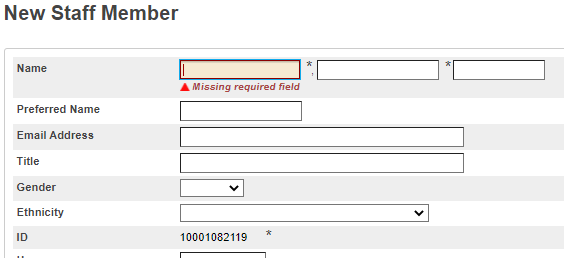 New Staff Member
Name *, *
Missing required field
Preferred Name
Email Address
Title
Gender
Ethnicity
ID 10001082119 *